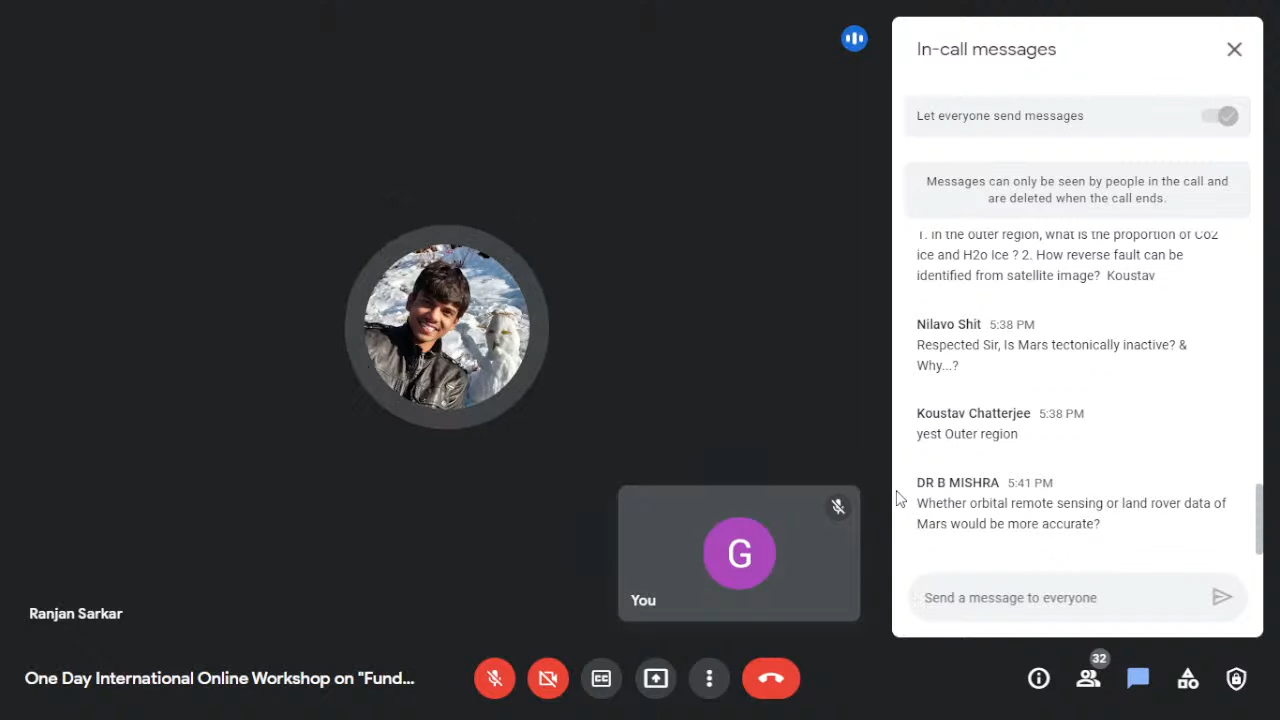 In-call messages
Let everyone send messages
Messages can only be seen by people in the call and
are deleted when the call ends.
1. In the outer region, what is the proportion of Co2
ice and H2o Ice ? 2. How reverse fault can be
identified from satellite image? Koustav
Nilavo Shit 5:38 PM
Respected Sir, Is Mars tectonically inactive? &
Why...?
Koustav Chatterjee 5:38 PM
yest Outer region
DR B MISHRA 5:41 PM
Whether orbital remote sensing or land rover data of
Mars would be more accurate?
Send a message to everyone
G
You
Ranjan Sarkar
One Day International Online Workshop on "Fund...
CC
32